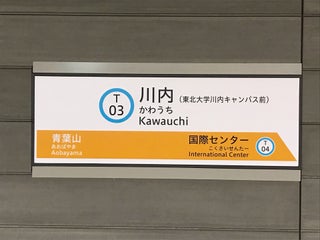 T
03
川内（東北大学川内キャンパス前）
かわうち
Kawauchi
青葉山
あおばやま
Aobayama
国際センター
こくさいせんたー
International Center
T
04